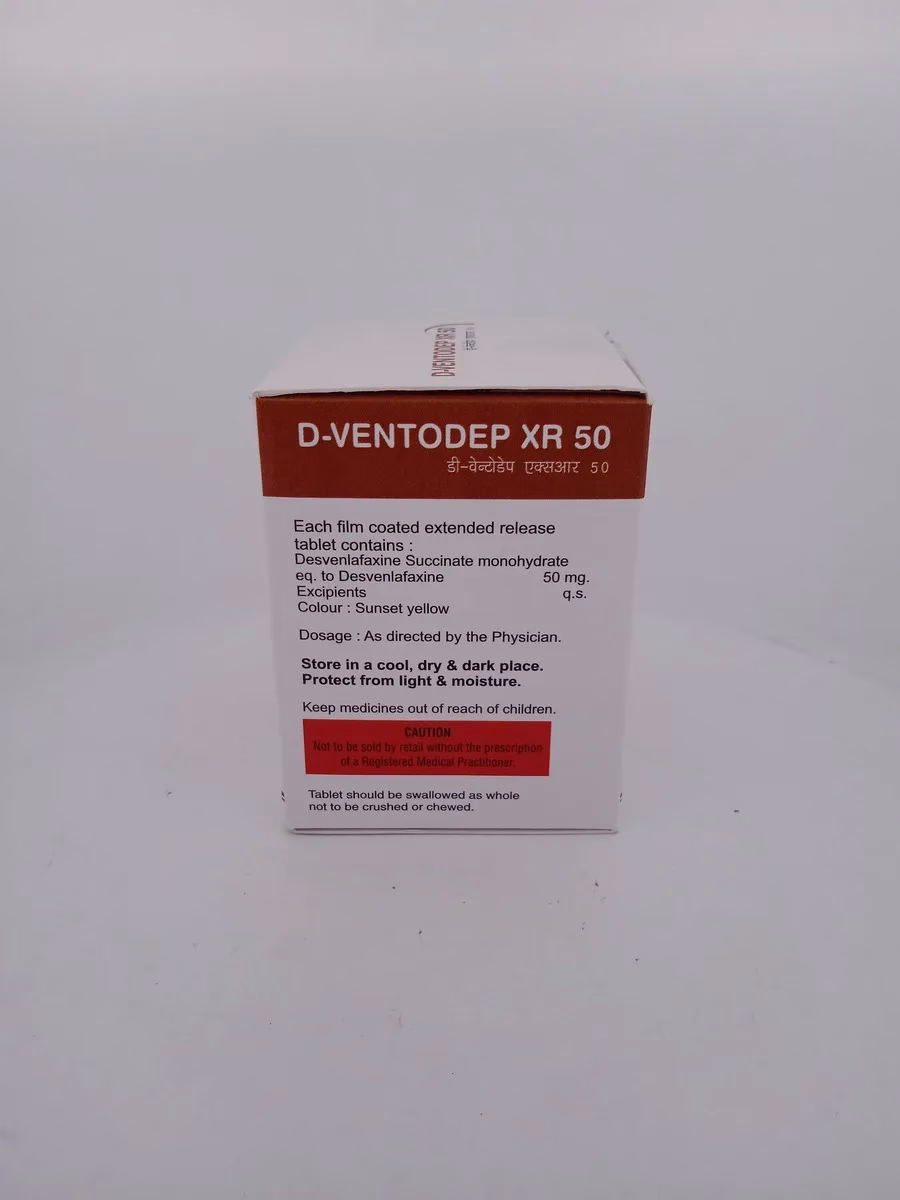 D-VENTODEP XR 50
D-VENTODEP XR 50
डी-वेन्टोडेप एक्सआर 50
Each film coated extended release
tablet contains :
Desvenlafaxine Succinate monohydrate
eq. to Desvenlafaxine 50 mg.
Excipients q.s.
Colour : Sunset yellow
Dosage : As directed by the Physician.
Store in a cool, dry & dark place.
Protect from light & moisture.
Keep medicines out of reach of children.
CAUTION
Not to be sold by retail without the prescription
of a Registered Medical Practitioner.
Tablet should be swallowed as whole
not to be crushed or chewed.